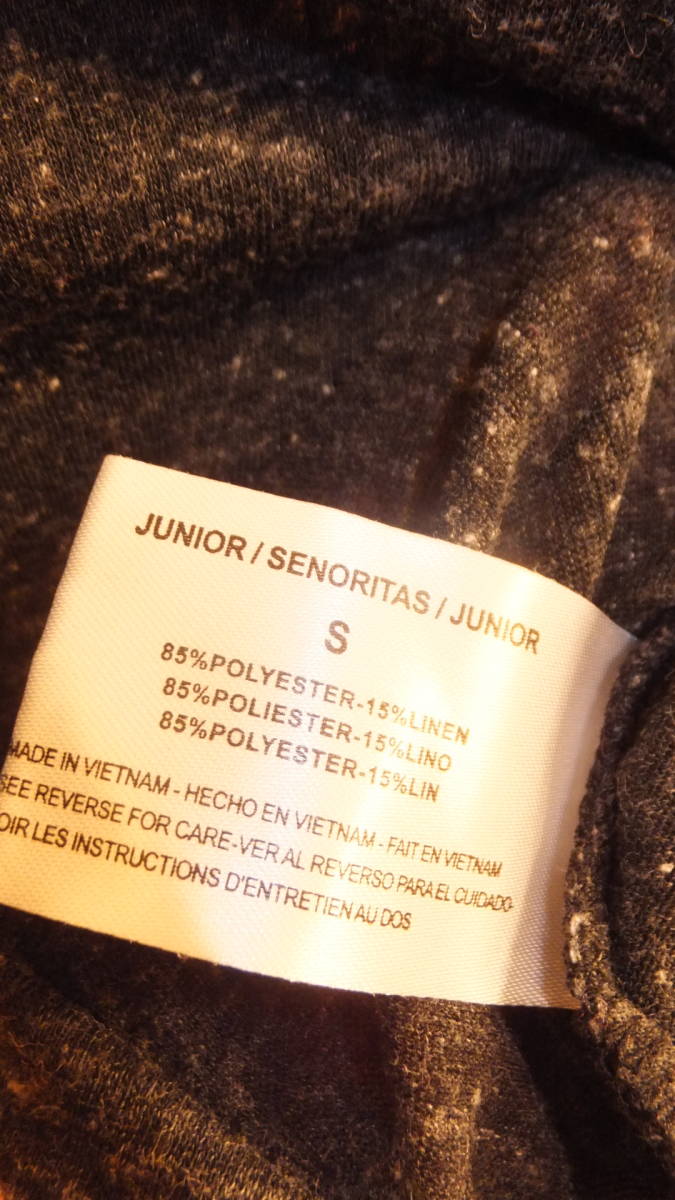 JUNIOR / SENORITAS / JUNIOR
S
85%POLYESTER-15%LINEN
85%POLIESTER-15%LINO
85%POLYESTER-15%LIN
MADE IN VIETNAM - HECHO EN VIETNAM - FAIT EN VIETNAM
SEE REVERSE FOR CARE-VER AL REVERSO PARA EL CUIDADO
OIR LES INSTRUCTIONS D'ENTRETIEN AU DOS